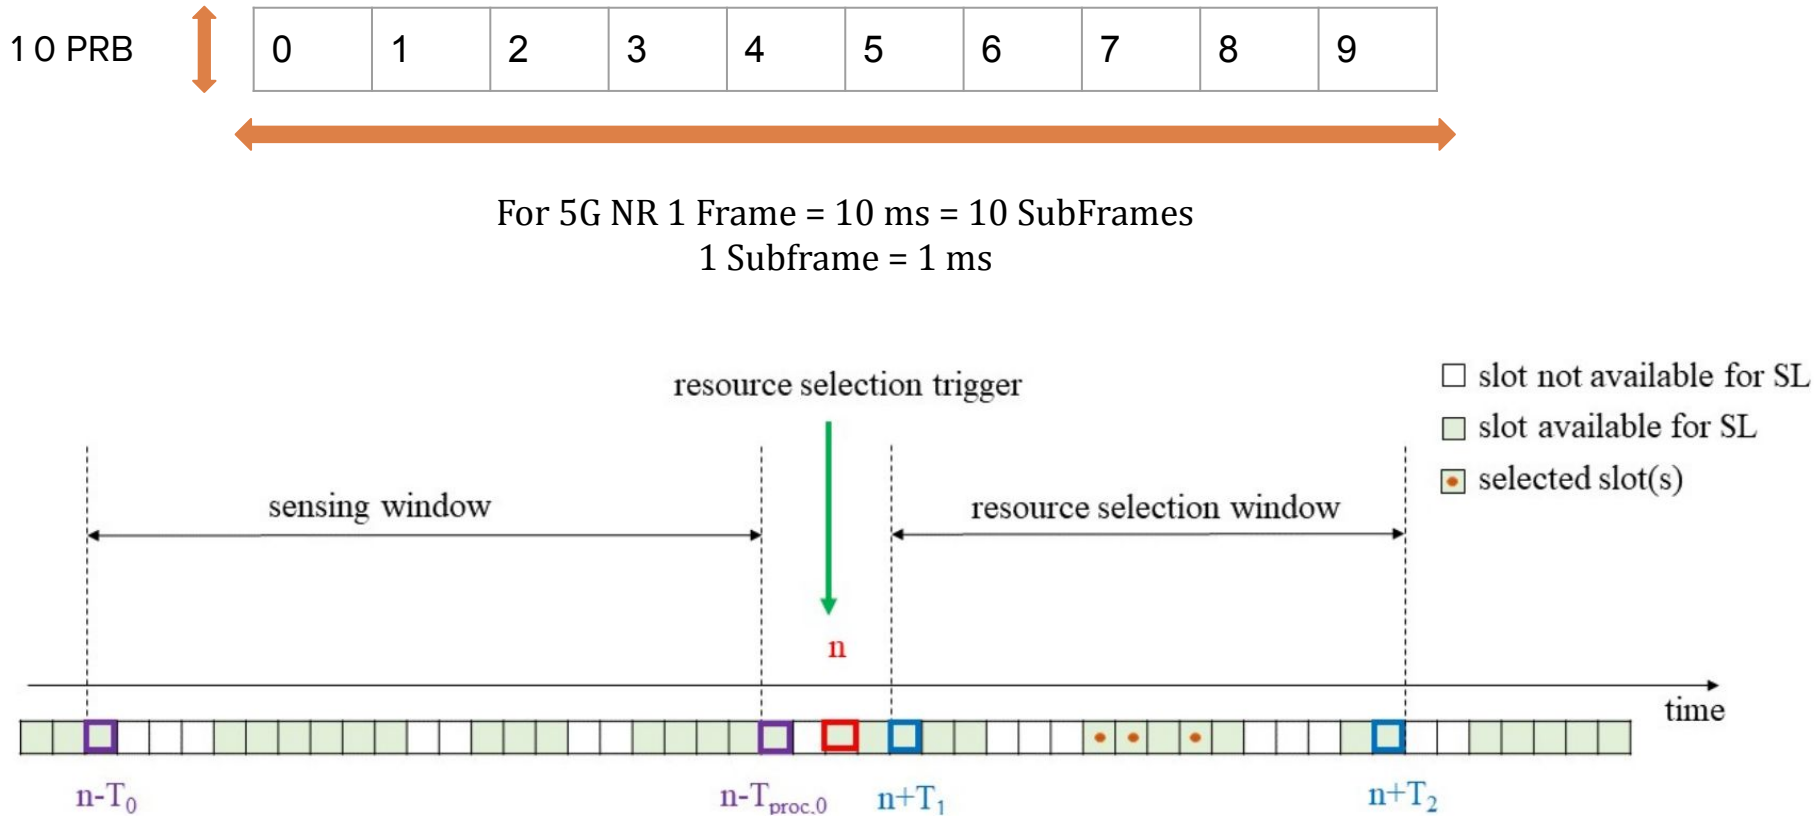 10 PRB
0 1 2 3 4 5 6 7 8 9
For 5G NR 1 Frame = 10 ms = 10 SubFrames
1 Subframe = 1 ms
resource selection trigger
slot not available for SL
slot available for SL
selected slot(s)
sensing window
resource selection window
n
time
n-T0
n-Tproc,0
n+T1
n+T2